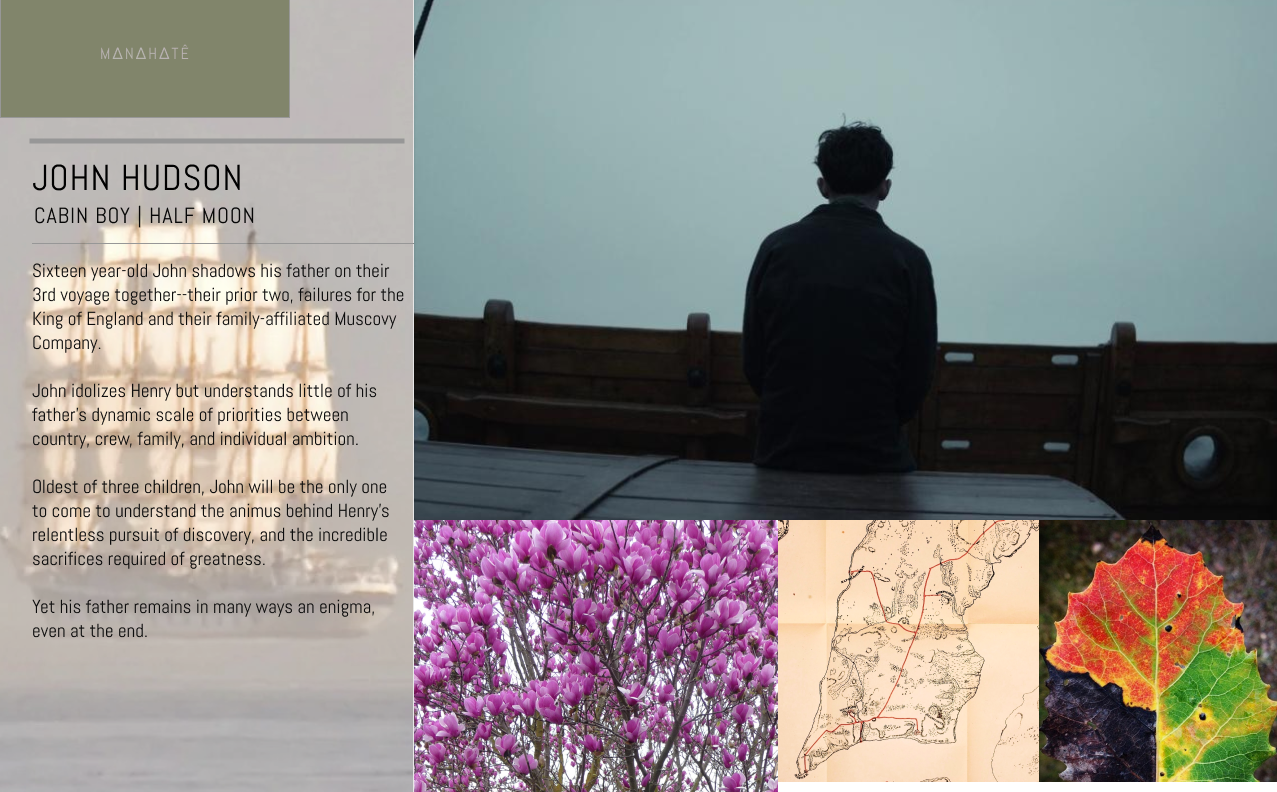 MΔNΔHΔTÊ
JOHN HUDSON
CABIN BOY | HALF MOON
Sixteen year-old John shadows his father on their
3rd voyage together--their prior two, failures for the
King of England and their family-affiliated Muscovy
Company.
John idolizes Henry but understands little of his
father's dynamic scale of priorities between
country, crew, family, and individual ambition.
Oldest of three children, John will be the only one
to come to understand the animus behind Henry's
relentless pursuit of discovery, and the incredible
sacrifices required of greatness.
Yet his father remains in many ways an enigma,
even at the end.